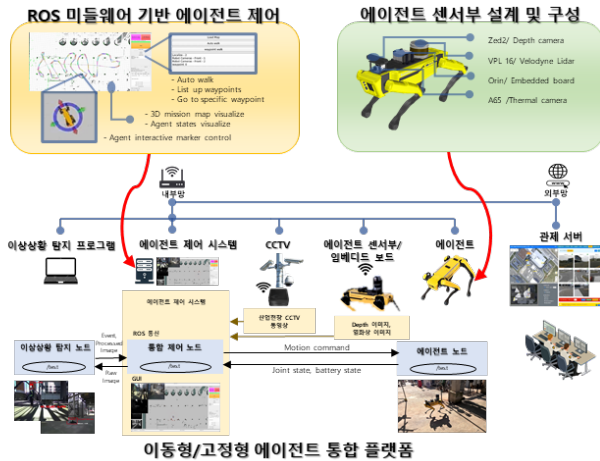 ROS 미들웨어 기반 에이전트 제어
- Auto walk
- List up waypoints
- Go to specific waypoint
- 3D mission map visualize
- Agent states visualize
- Agent interactive marker control
에이전트 센서부 설계 및 구성
Zed2/ Depth camera
VPL 16/ Velodyne Lidar
Orin/ Embedded board
A65 /Thermal camera
내부망
외부망
이상상황 탐지 프로그램
에이전트 제어 시스템
CCTV
에이전트 센서부/
임베디드 보드
에이전트
관제 서버
에이전트 제어 시스템
산업현장 CCTV
동영상
Depth 이미지,
열화상 이미지
ROS 통신
이상상황 탐지 노드
/text
Event,
Processed
Image
Raw
Image
통합 제어 노드
/text
GUI
Motion command
Joint state, battery state
에이전트 노드
/text
이동형/고정형 에이전트 통합 플랫폼